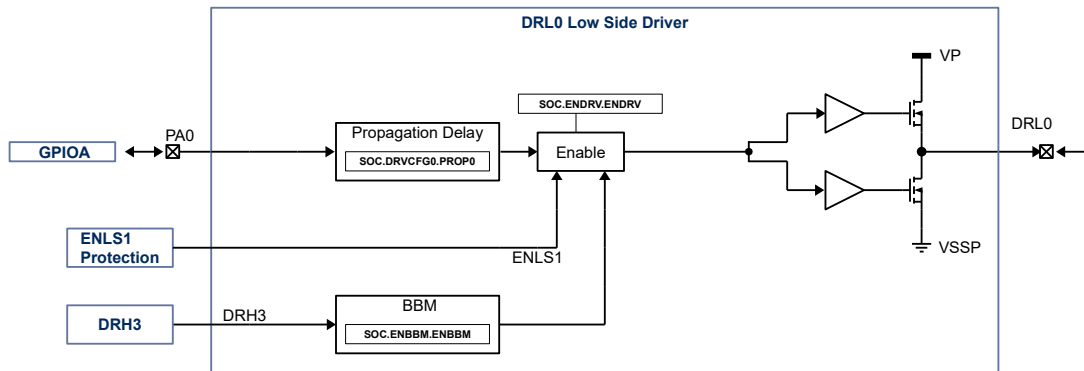 DRL0 Low Side Driver
VP
SOC.ENDRV.ENDRV
DRL0
PA0
Propagation Delay
GPIOA
SOC.DRVCFG0.PROP0
Enable
ENLS1
Protection
ENLS1
VSSP
BBM
DRH3
DRH3
SOC.ENBBM.ENBBM